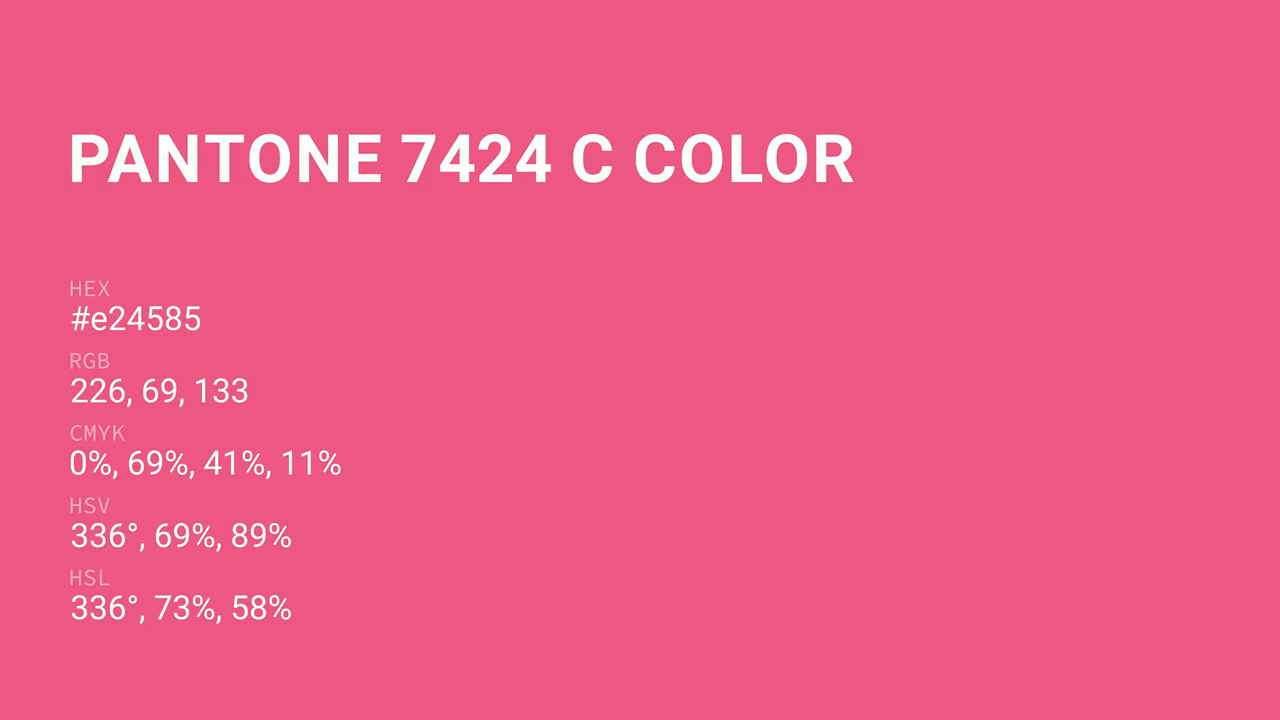 PANTONE 7424 C COLOR
HEX
#e24585
RGB
226, 69, 133
CMYK
0%, 69%, 41%, 11%
HSV
336°, 69%, 89%
HSL
336°, 73%, 58%